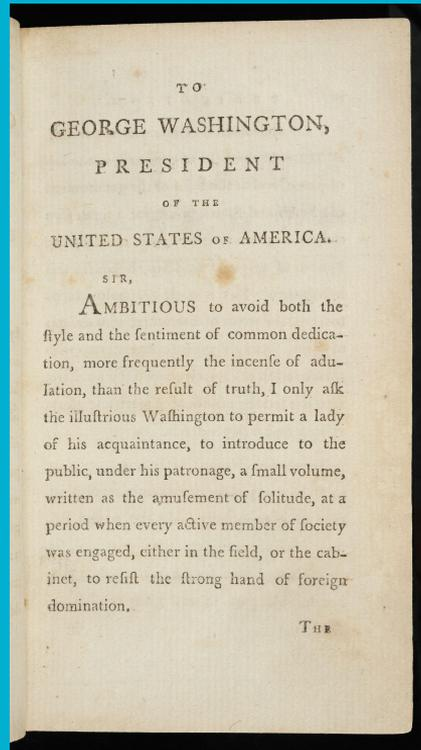 TO
GEORGE WASHINGTON,
PRESIDENT
OF THE
UNITED STATES OF AMERICA.
SIR,
AMBITIOUS to avoid both the
ſtyle and the ſentiment of common dedica-
tion, more frequently the incenſe of adu-
lation, than the reſult of truth, I only aſk
the illuſtrious Waſhington to permit a lady
of his acquaintance, to introduce to the
public, under his patronage, a ſmall volume,
written as the amuſement of ſolitude, at a
period when every active member of ſociety
was engaged, either in the field, or the cab-
inet, to reſiſt the ſtrong hand of foreign
domination.
THE